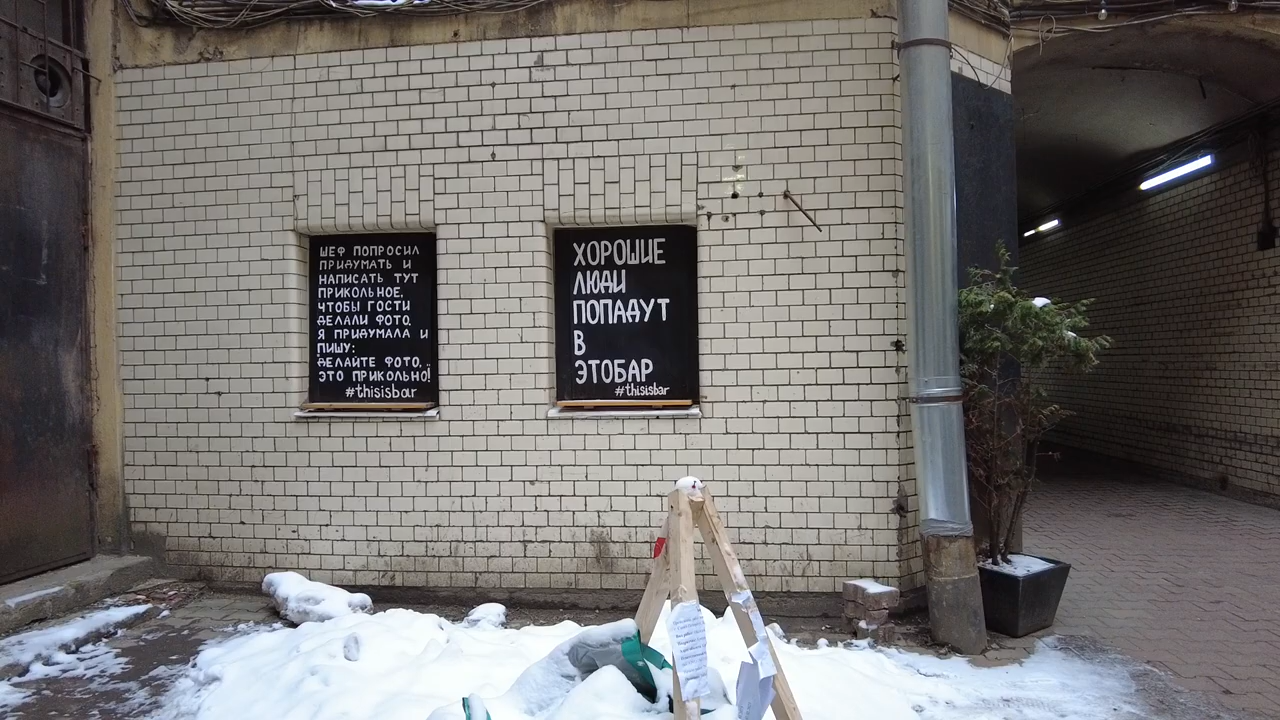 ШЕФ ПОПРОСИЛ
ПРИДУМАТЬ И
НАПИСАТЬ ТУТ
ПРИКОЛЬНОЕ,
ЧТОБЫ ГОСТИ
ДЕЛАЛИ ФОТО.
Я ПРИДУМАЛА И
ПИШУ:
"ДЕЛАЙТЕ ФОТО,
ЭТО ПРИКОЛЬНО!"
#thisisbar
ХОРОШИЕ
ЛЮДИ
ПОПАДУТ
В
ЭТОБАР
#thisisbar